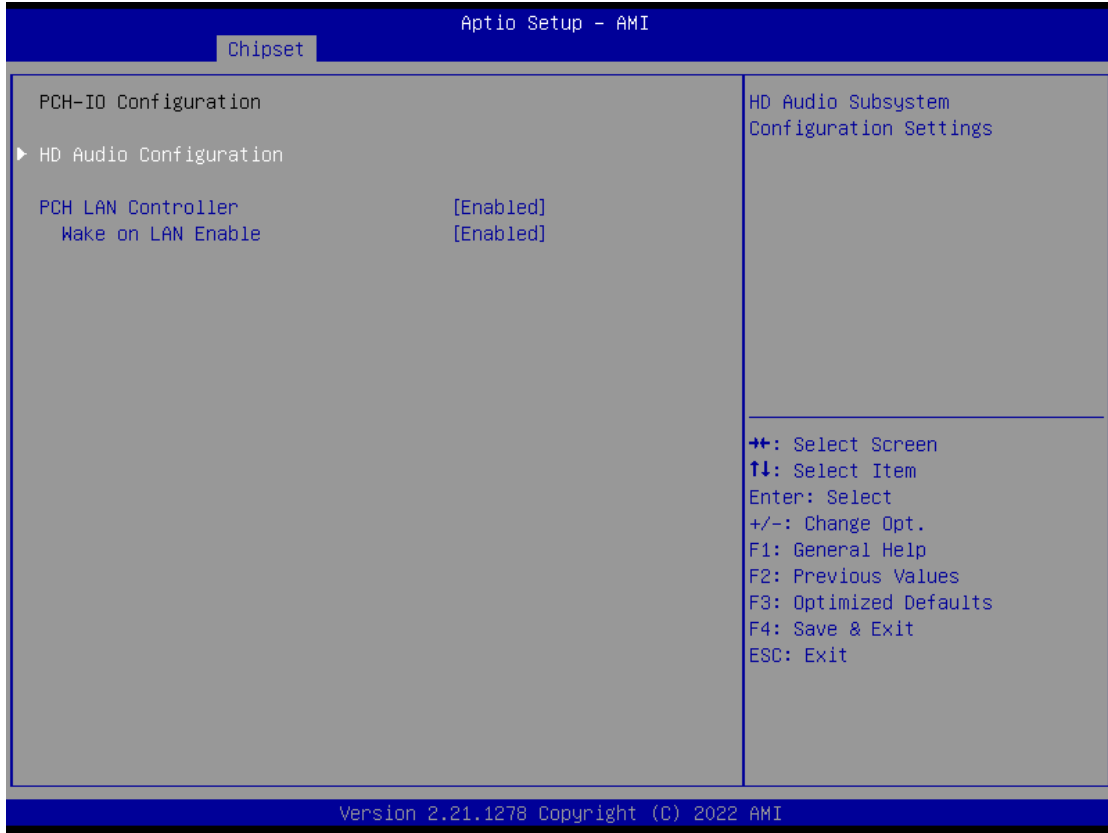 Aptio Setup – AMI
Chipset
PCH-IO Configuration
HD Audio Configuration
PCH LAN Controller [Enabled]
Wake on LAN Enable [Enabled]
HD Audio Subsystem
Configuration Settings
→←: Select Screen
↑↓: Select Item
Enter: Select
+/-: Change Opt.
F1: General Help
F2: Previous Values
F3: Optimized Defaults
F4: Save & Exit
ESC: Exit
Version 2.21.1278 Copyright (C) 2022 AMI